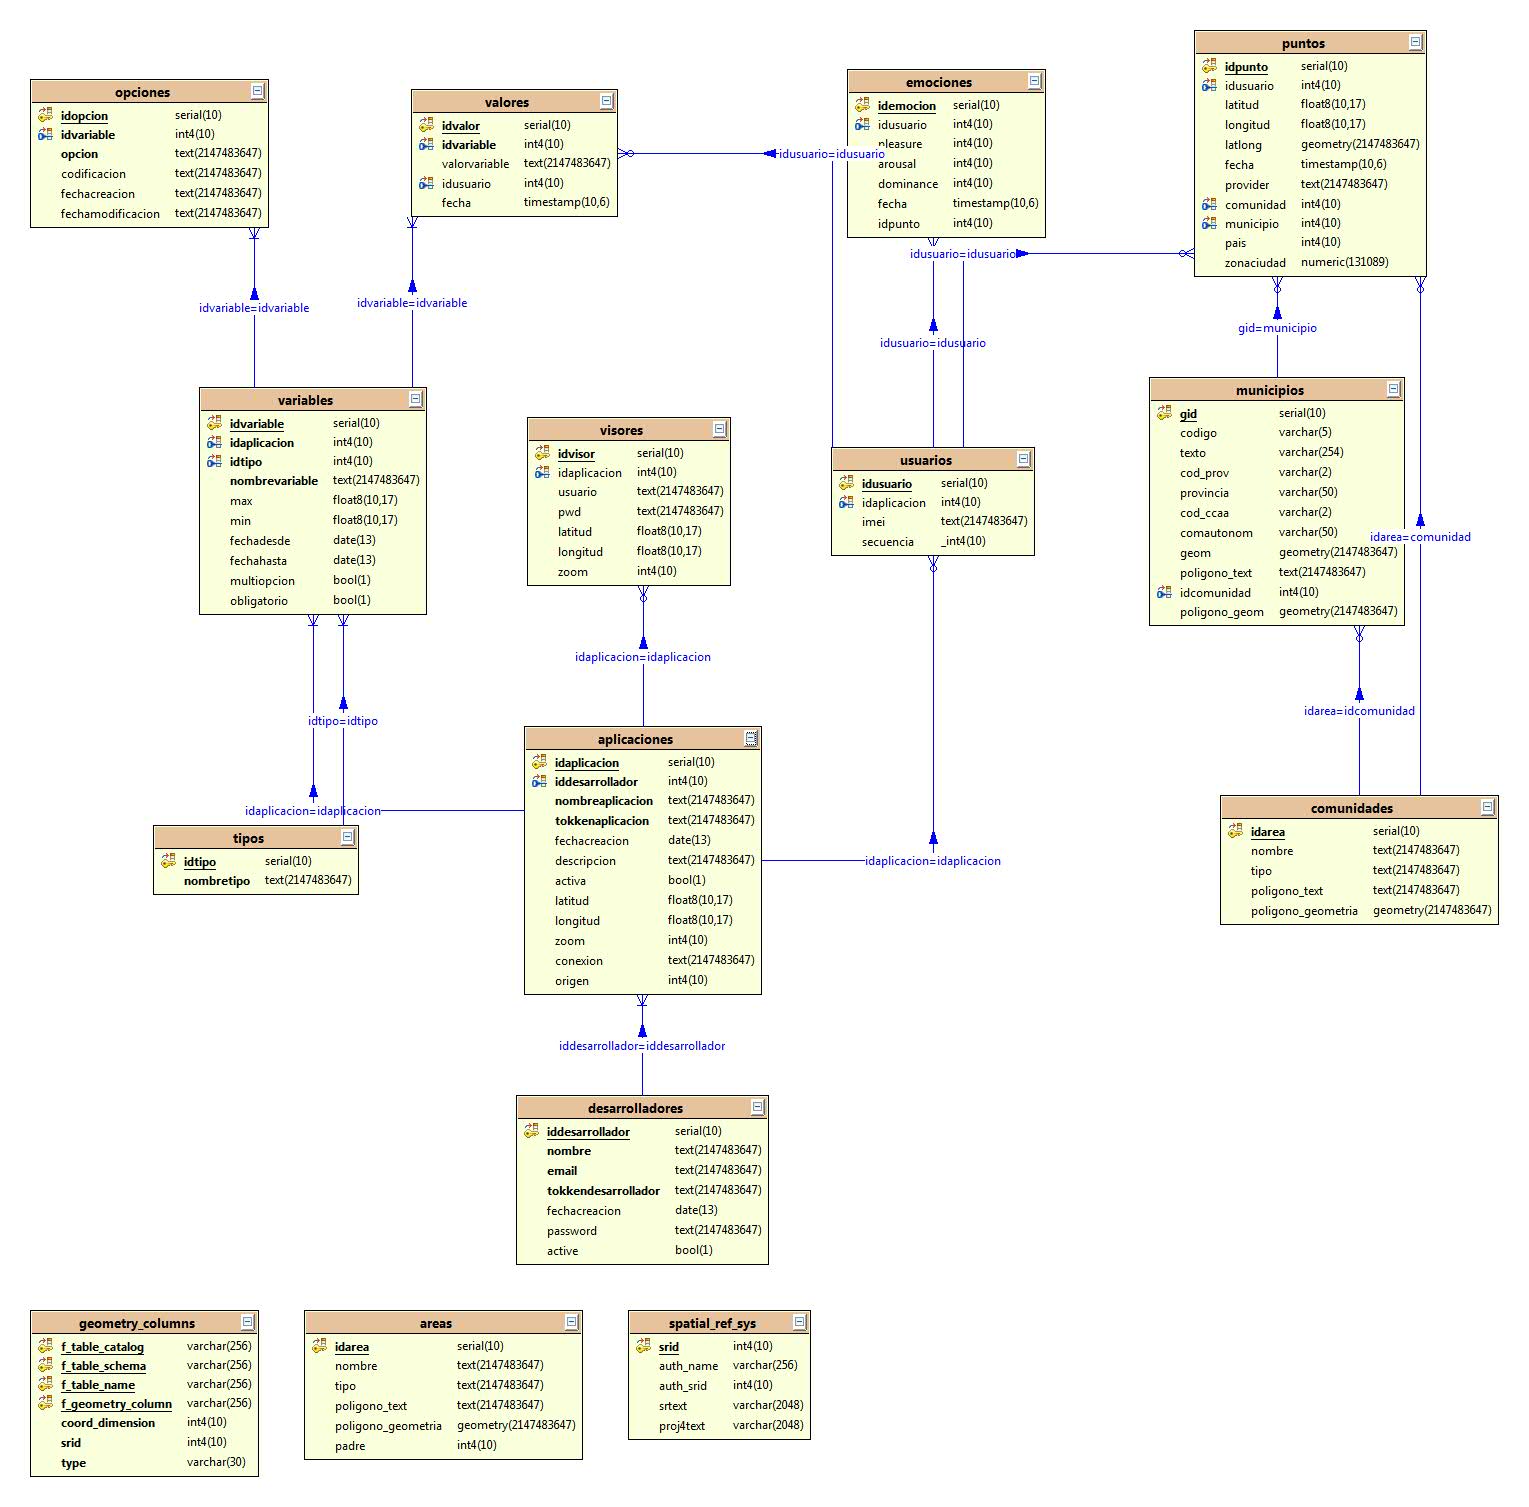 opciones
idopcion serial(10)
idvariable int4(10)
opcion text(2147483647)
codificacion text(2147483647)
fechacreacion text(2147483647)
fechamodificacion text(2147483647)
valores
idvalor serial(10)
idvariable int4(10)
valorvariable text(2147483647)
idusuario int4(10)
fecha timestamp(10,6)
emociones
idemocion serial(10)
idusuario int4(10)
pleasure int4(10)
arousal int4(10)
dominance int4(10)
fecha timestamp(10,6)
idpunto int4(10)
puntos
idpunto serial(10)
idusuario int4(10)
latitud float8(10,17)
longitud float8(10,17)
latlong geometry(2147483647)
fecha timestamp(10,6)
provider text(2147483647)
comunidad int4(10)
municipio int4(10)
pais int4(10)
zonaciudad numeric(131089)
idusuario=idusuario
idusuario=idusuario
idvariable=idvariable
idvariable=idvariable
idusuario=idusuario
gid=municipio
variables
idvariable serial(10)
idaplicacion int4(10)
idtipo int4(10)
nombrevariable text(2147483647)
max float8(10,17)
min float8(10,17)
fechadesde date(13)
fechahasta date(13)
multiopcion bool(1)
obligatorio bool(1)
visores
idvisor serial(10)
idaplicacion int4(10)
usuario text(2147483647)
pwd text(2147483647)
latitud float8(10,17)
longitud float8(10,17)
zoom int4(10)
usuarios
idusuario serial(10)
idaplicacion int4(10)
imei text(2147483647)
secuencia _int4(10)
municipios
gid serial(10)
codigo varchar(5)
texto varchar(254)
cod_prov varchar(2)
provincia varchar(50)
cod_ccaa varchar(2)
comautonom varchar(50)
geom geometry(2147483647)
poligono_text text(2147483647)
idcomunidad int4(10)
poligono_geom geometry(2147483647)
idarea=comunidad
idaplicacion=idaplicacion
idtipo=idtipo
idarea=idcomunidad
idaplicacion=idaplicacion
idaplicacion=idaplicacion
tipos
idtipo serial(10)
nombretipo text(2147483647)
aplicaciones
idaplicacion serial(10)
iddesarrollador int4(10)
nombreaplicacion text(2147483647)
tokkenaplicacion text(2147483647)
fechacreacion date(13)
descripcion text(2147483647)
activa bool(1)
latitud float8(10,17)
longitud float8(10,17)
zoom int4(10)
conexion text(2147483647)
origen int4(10)
comunidades
idarea serial(10)
nombre text(2147483647)
tipo text(2147483647)
poligono_text text(2147483647)
poligono_geometria geometry(2147483647)
iddesarrollador=iddesarrollador
desarrolladores
iddesarrollador serial(10)
nombre text(2147483647)
email text(2147483647)
tokkendesarrollador text(2147483647)
fechacreacion date(13)
password text(2147483647)
active bool(1)
geometry_columns
f_table_catalog varchar(256)
f_table_schema varchar(256)
f_table_name varchar(256)
f_geometry_column varchar(256)
coord_dimension int4(10)
srid int4(10)
type varchar(30)
areas
idarea serial(10)
nombre text(2147483647)
tipo text(2147483647)
poligono_text text(2147483647)
poligono_geometria geometry(2147483647)
padre int4(10)
spatial_ref_sys
srid int4(10)
auth_name varchar(256)
auth_srid int4(10)
srtext varchar(2048)
proj4text varchar(2048)